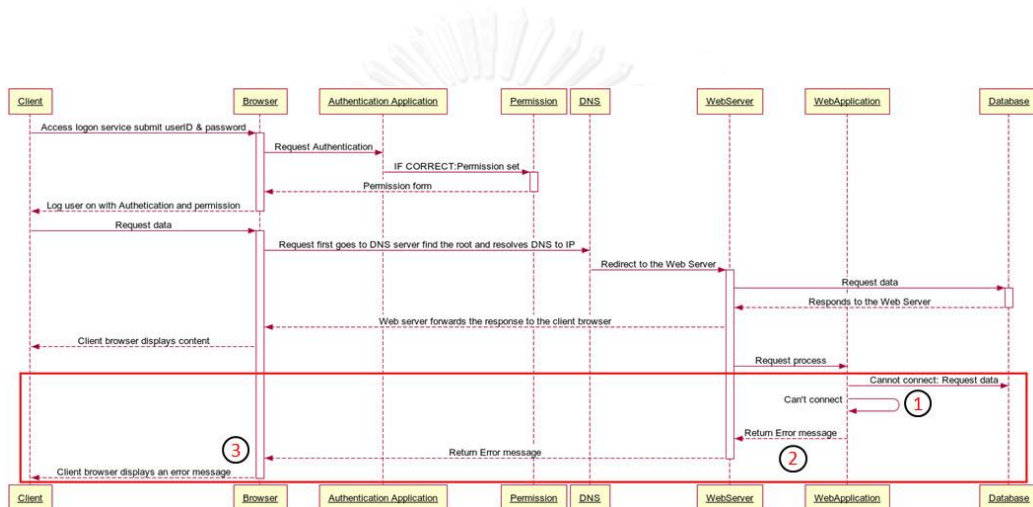 Client Browser Authentication Application Permission DNS WebServer WebApplication Database
Access logon service submit userID & password
Request Authentication
IF CORRECT:Permission set
Permission form
Log user on with Authetication and permission
Request data
Request first goes to DNS server find the root and resolves DNS to IP
Redirect to the Web Server
Request data
Responds to the Web Server
Web server forwards the response to the client browser
Client browser displays content
Request process
Cannot connect: Request data
Can't connect 1
Return Error message
3 Return Error message 2
Client browser displays an error message
Client Browser Authentication Application Permission DNS WebServer WebApplication Database